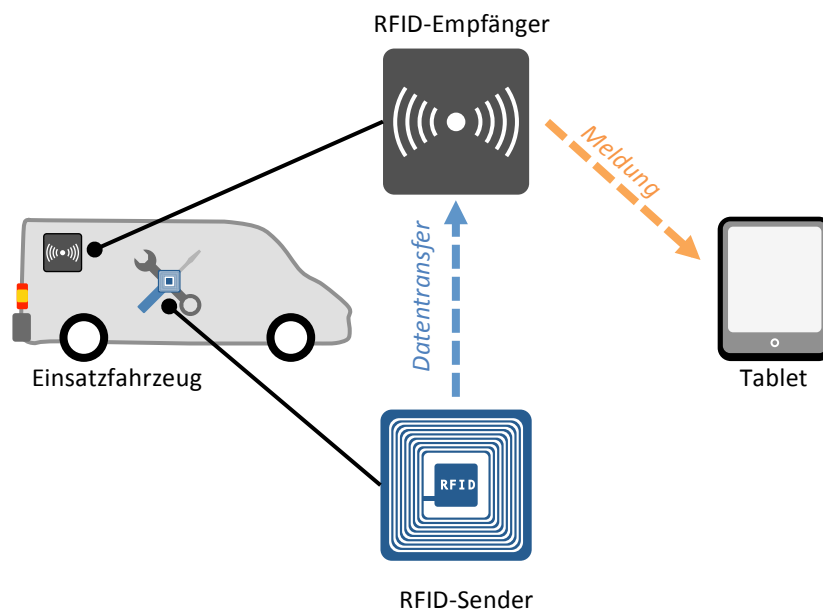 RFID-Empfänger
Meldung
Datentransfer
Einsatzfahrzeug
Tablet
RFID
RFID-Sender